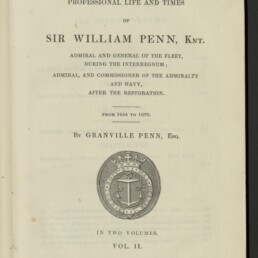 PROFESSIONAL LIFE AND TIMES
OF
SIR WILLIAM PENN, KNT.
ADMIRAL AND GENERAL OF THE FLEET,
DURING THE INTERREGNUM;
ADMIRAL, AND COMMISSIONER OF THE ADMIRALTY
AND NAVY,
AFTER THE RESTORATION.
FROM 1644 TO 1670.
BY GRANVILLE PENN, ESQ.
IN TWO VOLUMES.
VOL. II.